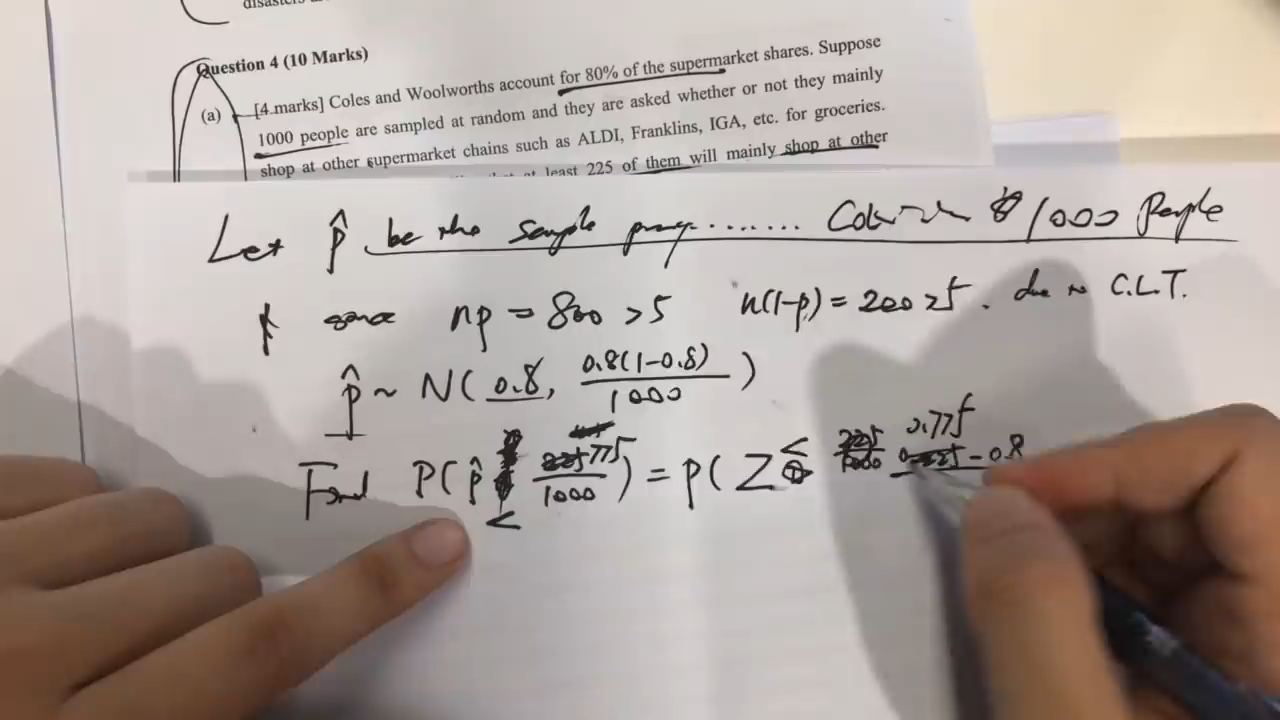 Question 4 (10 Marks)
(a) [4 marks] Coles and Woolworths account for 80% of the supermarket shares. Suppose
1000 people are sampled at random and they are asked whether or not they mainly
shop at other supermarket chains such as ALDI, Franklins, IGA, etc. for groceries.
at least 225 of them will mainly shop at other
Let p̂ be the sample ........ 1000 People
since np = 800 >5 n(1-p) = 200 >5. due to C.L.T.
p̂ ~ N(0.8, 0.8(1-0.8)/1000)
Find P(p̂ < 775/1000) = P(Z < 0.775 - 0.8